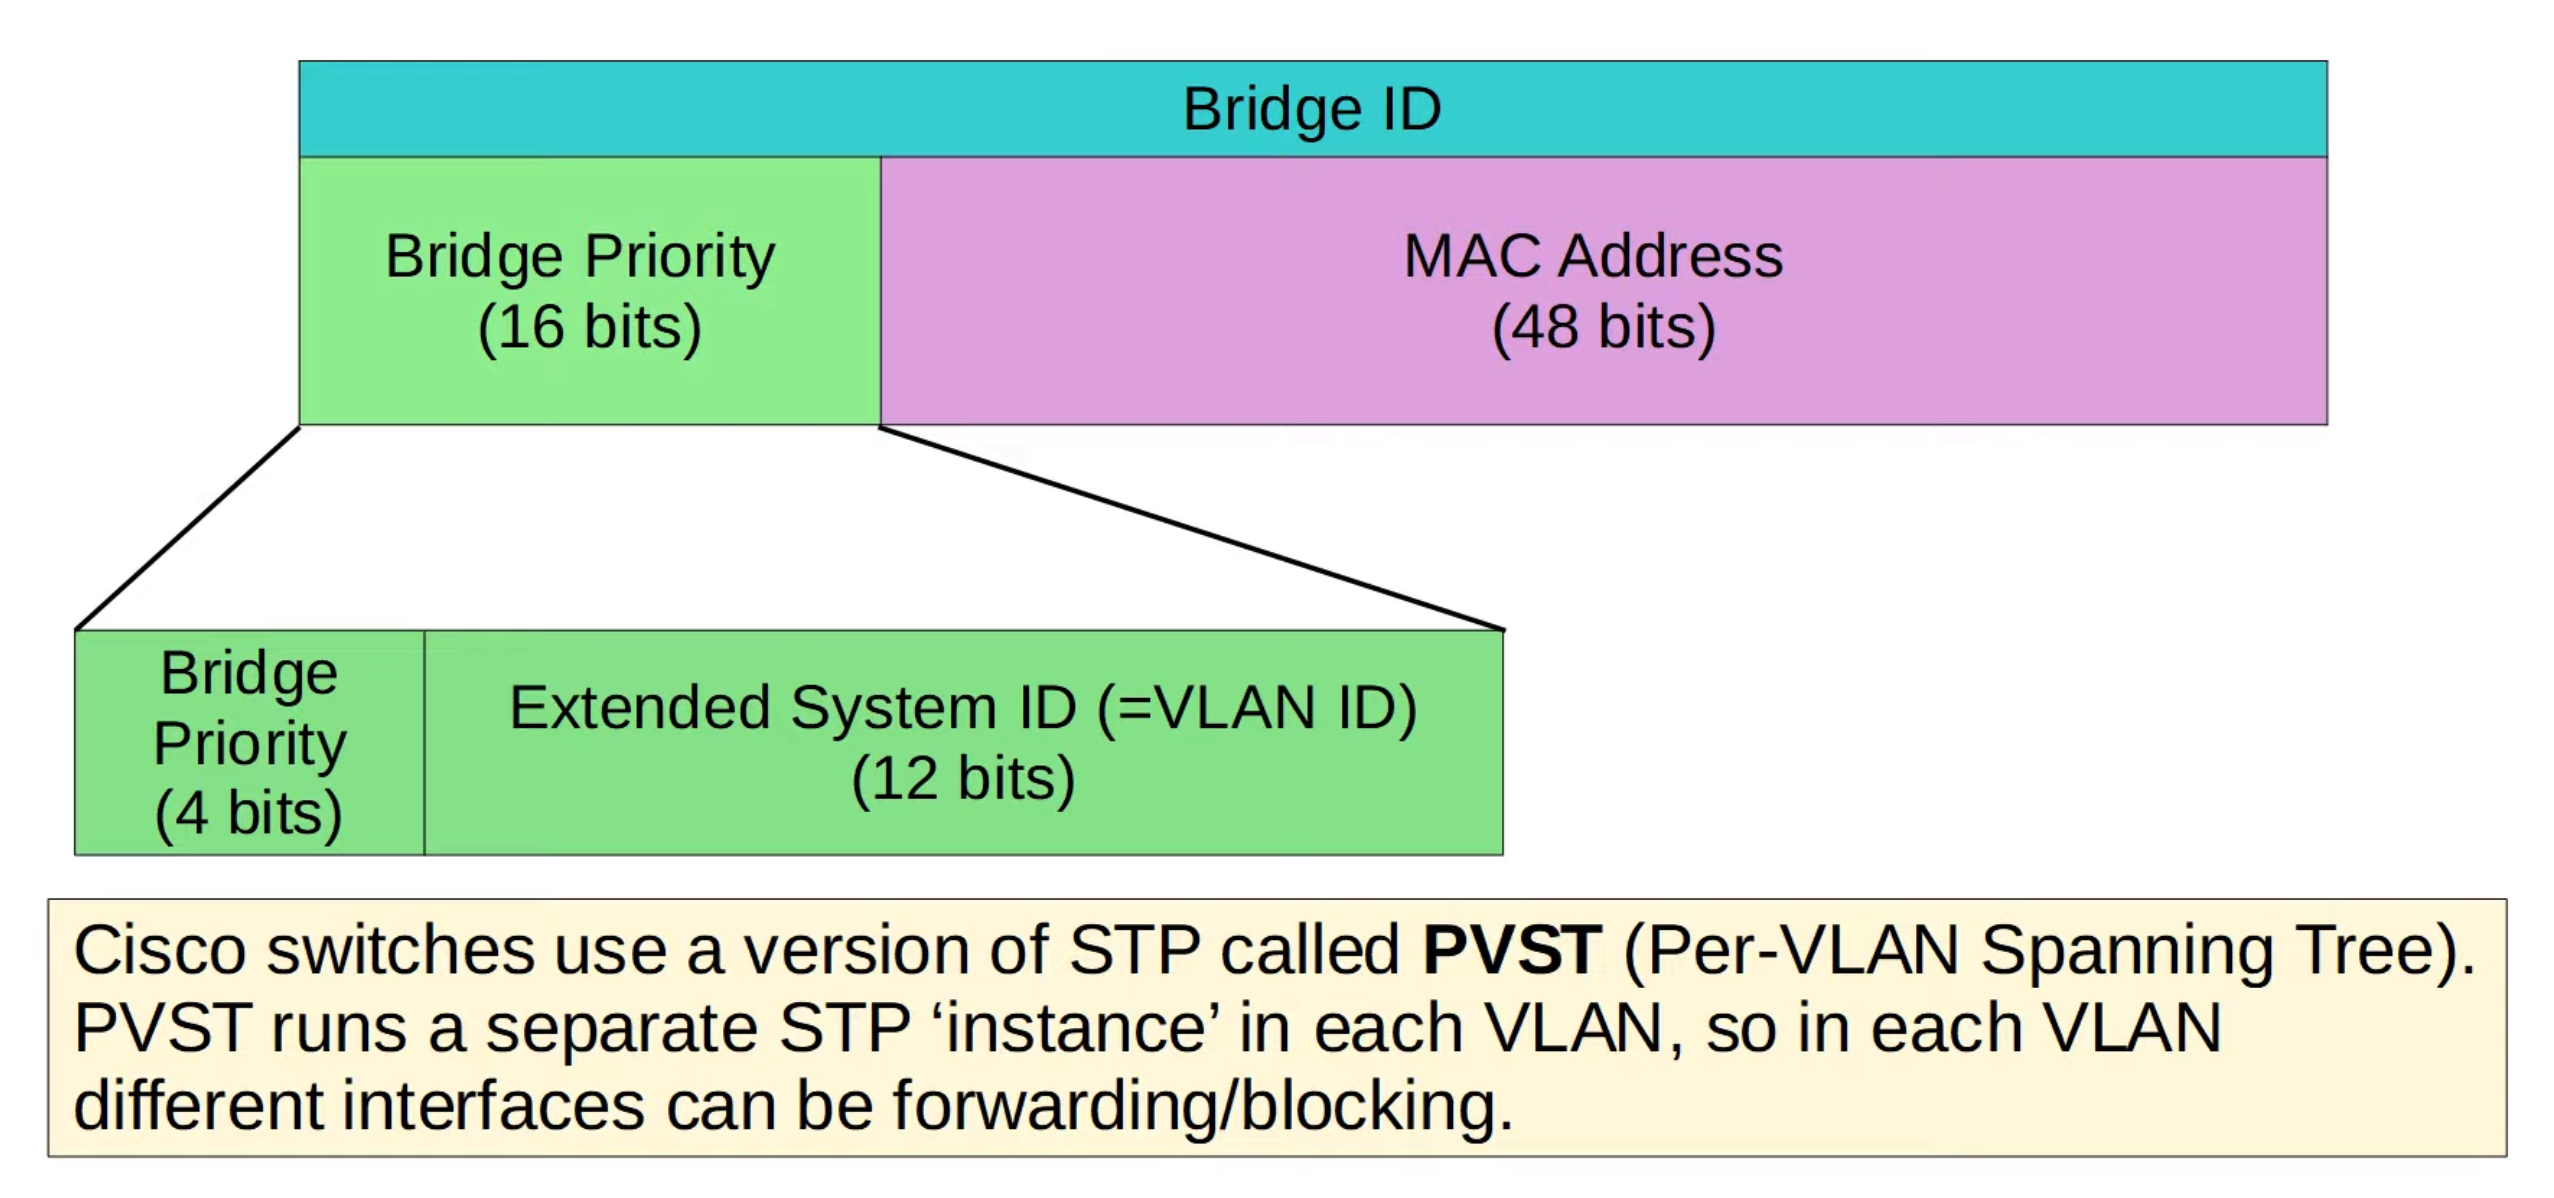 Bridge ID
Bridge Priority
(16 bits)
MAC Address
(48 bits)
Bridge
Priority
(4 bits)
Extended System ID (=VLAN ID)
(12 bits)
Cisco switches use a version of STP called PVST (Per-VLAN Spanning Tree).
PVST runs a separate STP ‘instance’ in each VLAN, so in each VLAN
different interfaces can be forwarding/blocking.